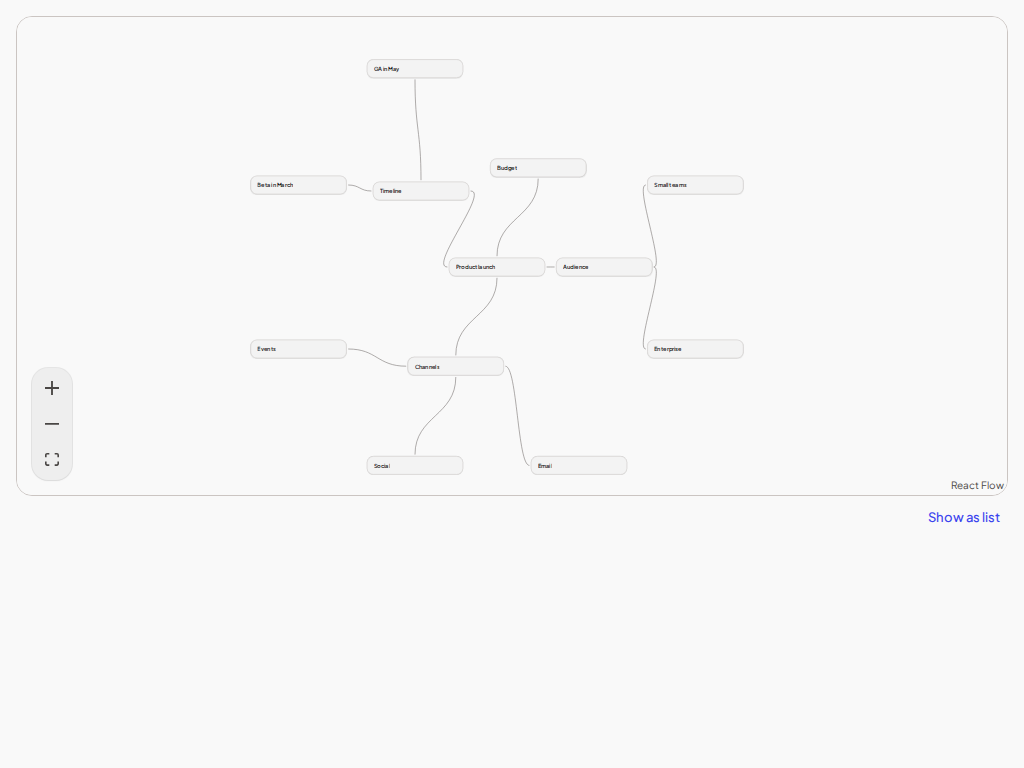 GA in May
Budget
Beta in March
Timeline
Small teams
Product launch
Audience
Events
Channels
Enterprise
Social
Email
React Flow
Show as list